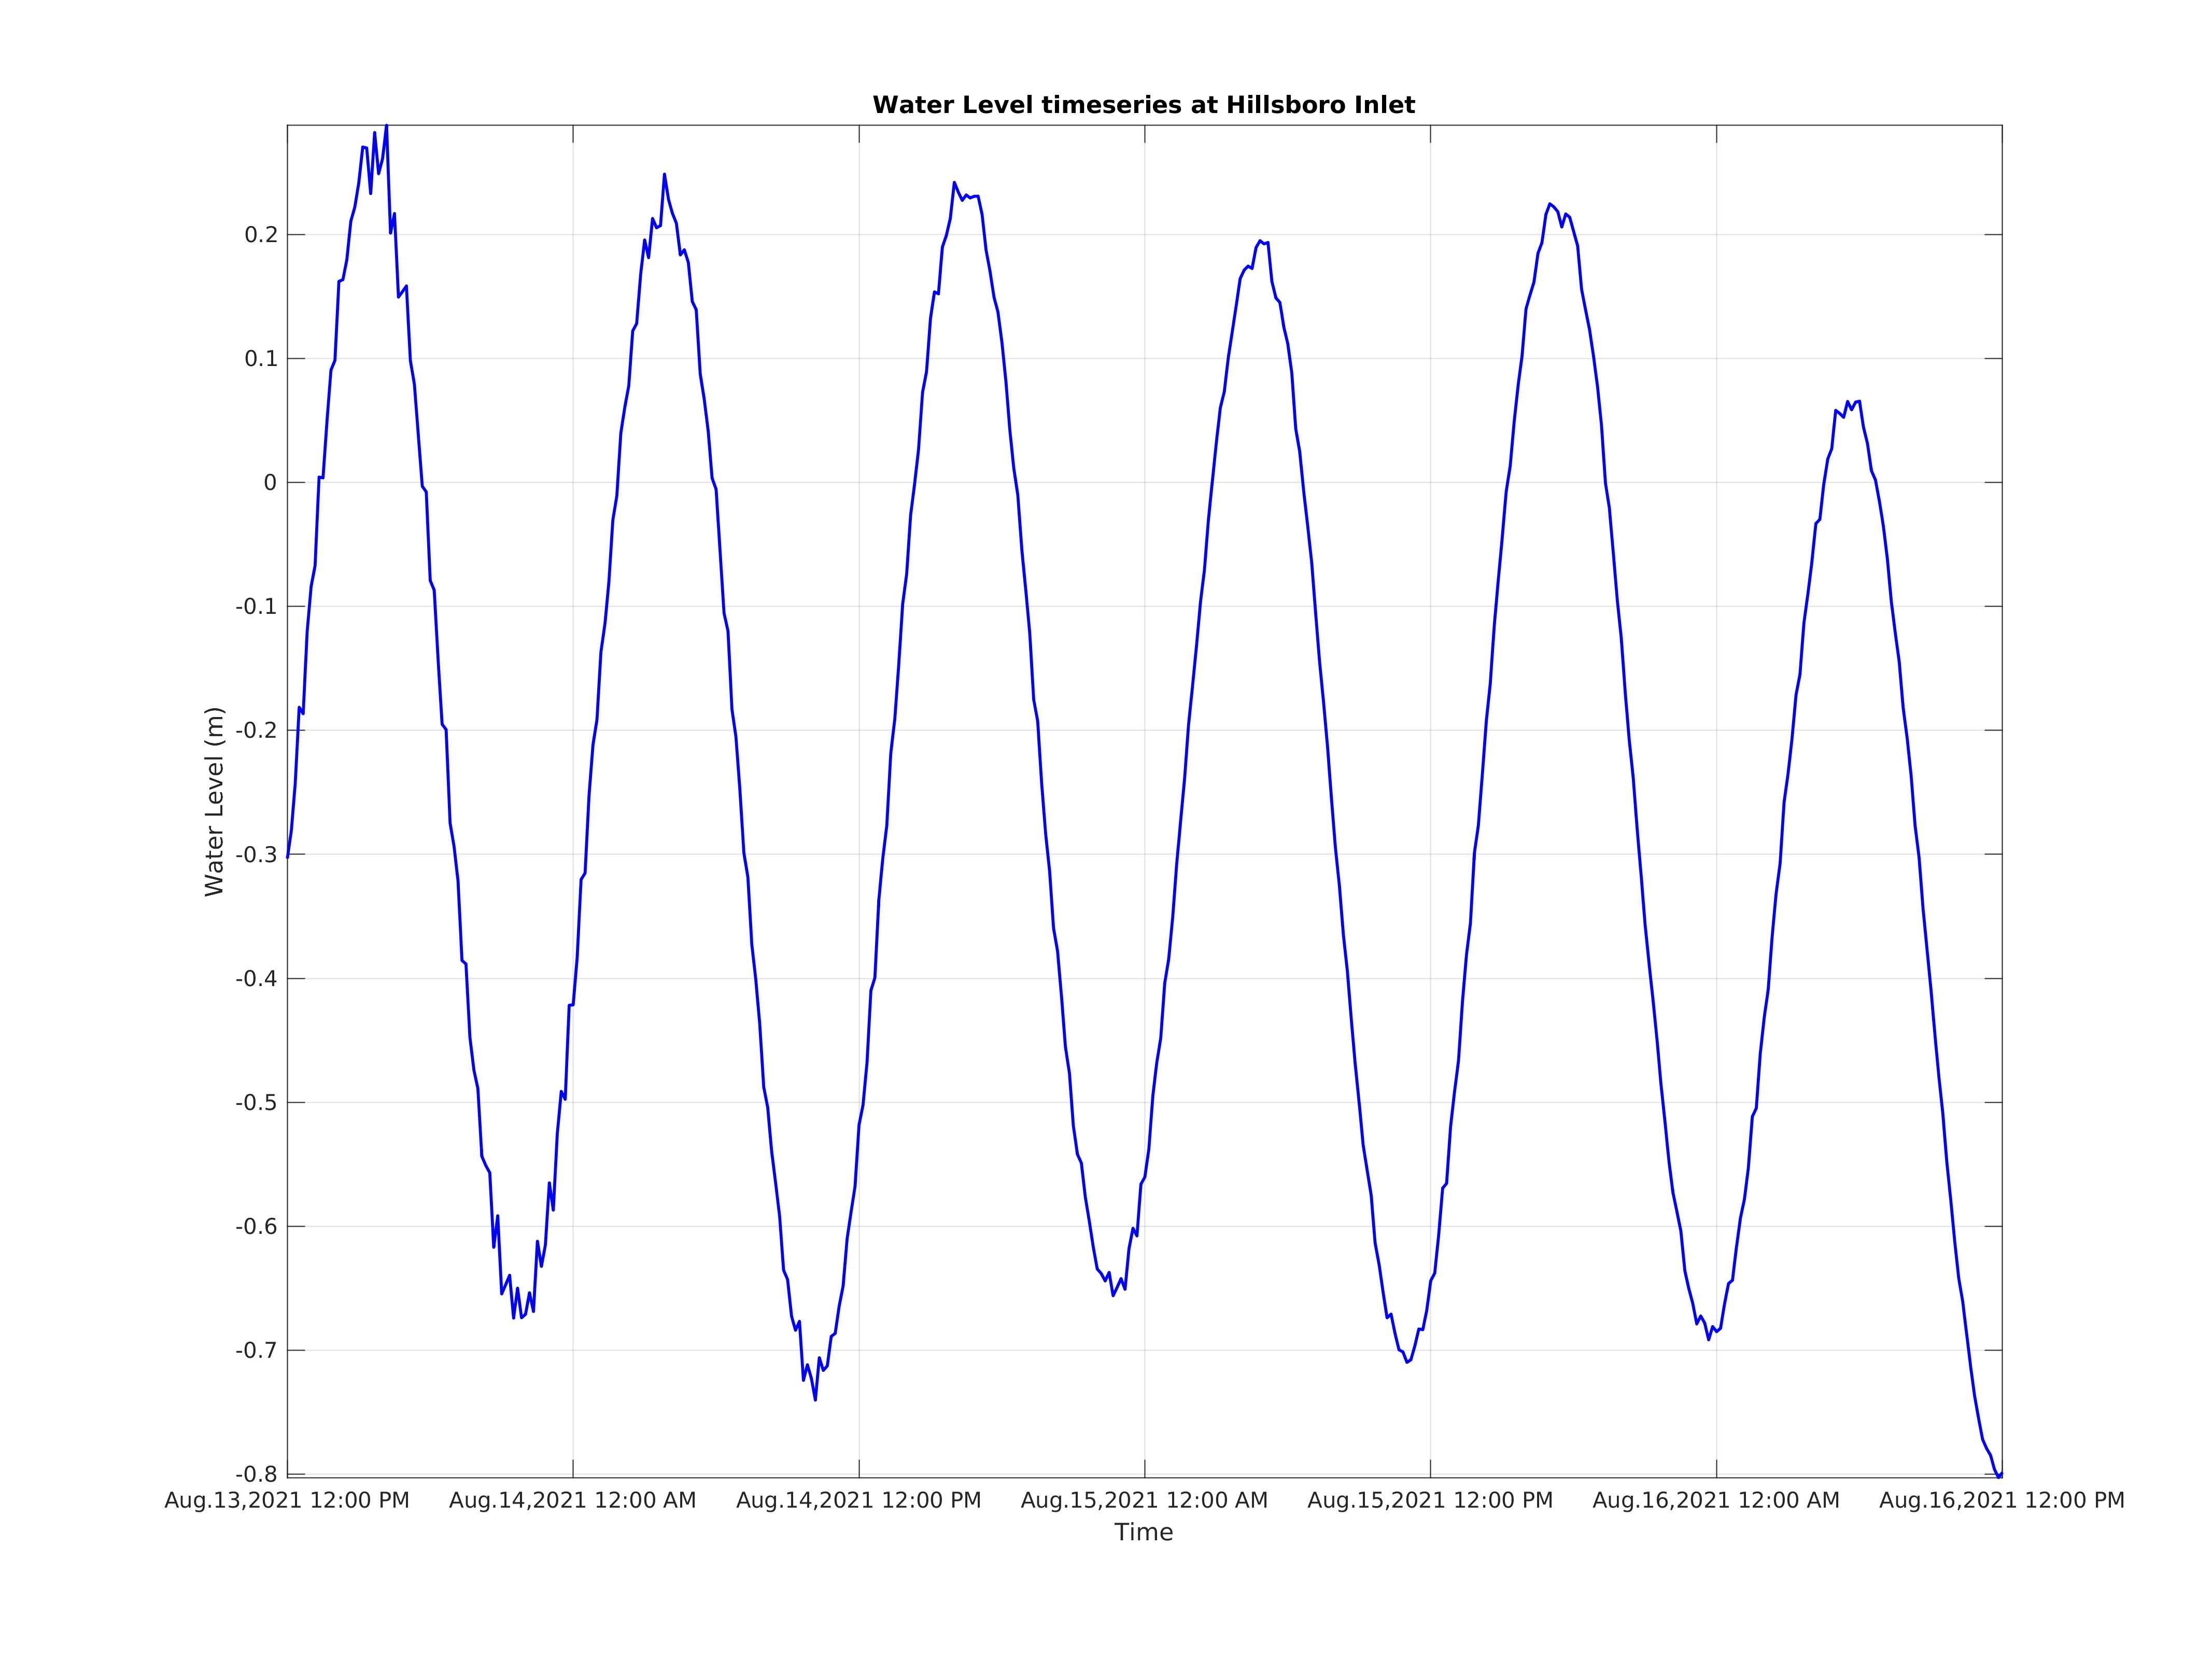 Water Level timeseries at Hillsboro Inlet
0.2
0.1
0
-0.1
-0.2
-0.3
-0.4
-0.5
-0.6
-0.7
-0.8
Water Level (m)
Aug.13,2021 12:00 PM Aug.14,2021 12:00 AM Aug.14,2021 12:00 PM Aug.15,2021 12:00 AM Aug.15,2021 12:00 PM Aug.16,2021 12:00 AM Aug.16,2021 12:00 PM
Time